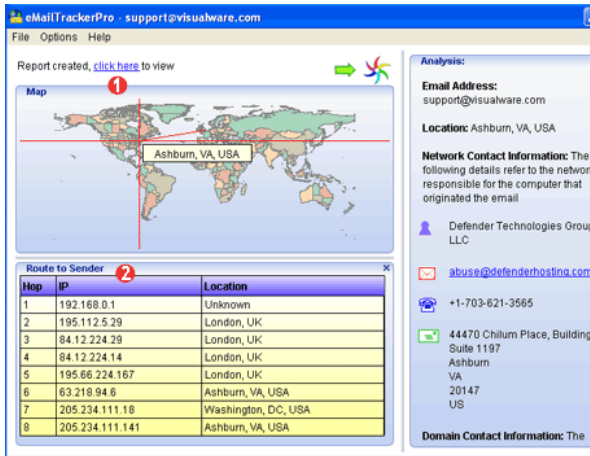 eMailTrackerPro - support@visualware.com
File Options Help
Report created, click here to view
1
Map
Ashburn, VA, USA
Route to Sender
2
Hop IP Location
1 192.168.0.1 Unknown
2 195.112.5.29 London, UK
3 84.12.224.29 London, UK
4 84.12.224.14 London, UK
5 195.66.224.167 London, UK
6 63.218.94.6 Ashburn, VA, USA
7 205.234.111.18 Washington, DC, USA
8 205.234.111.141 Ashburn, VA, USA
Analysis:
Email Address:
support@visualware.com
Location: Ashburn, VA, USA
Network Contact Information: The
following details refer to the networ
responsible for the computer that
originated the email
Defender Technologies Grou
LLC
abuse@defenderhosting.com
+1-703-621-3565
44470 Chilum Place, Building
Suite 1197
Ashburn
VA
20147
US
Domain Contact Information: The